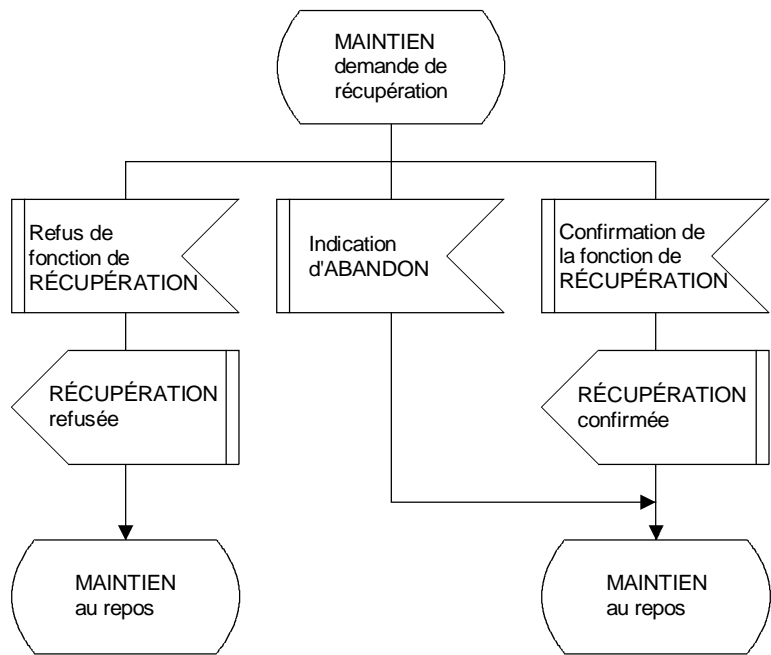 MAINTIEN
demande de
récupération
Refus de
fonction de
RÉCUPÉRATION
Indication
d'ABANDON
Confirmation de
la fonction de
RÉCUPÉRATION
RÉCUPÉRATION
refusée
RÉCUPÉRATION
confirmée
MAINTIEN
au repos
MAINTIEN
au repos